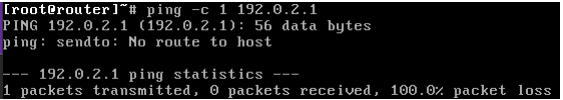 [root@router]~# ping -c 1 192.0.2.1
PING 192.0.2.1 (192.0.2.1): 56 data bytes
ping: sendto: No route to host
--- 192.0.2.1 ping statistics ---
1 packets transmitted, 0 packets received, 100.0% packet loss